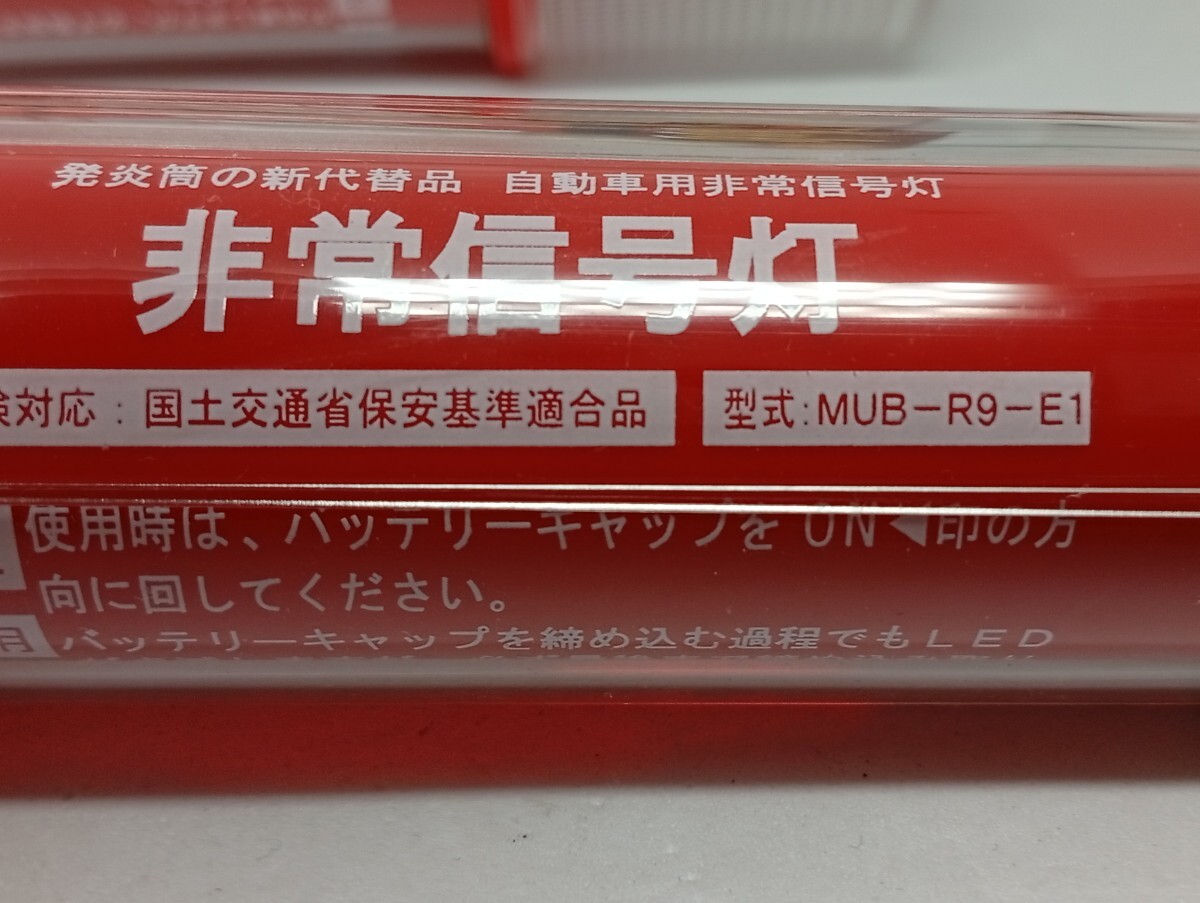 発炎筒の新代替品 自動車用非常信号灯
非常信号灯
対応：国土交通省保安基準適合品
型式:MUB－R9－E1
使用時は、バッテリーキャップを ON◀印の方
向に回してください。
用 バッテリーキャップを締め込む過程でもLED